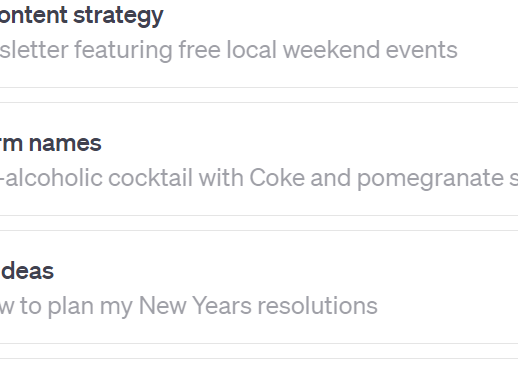 ontent strategy
sletter featuring free local weekend events
rm names
-alcoholic cocktail with Coke and pomegranate s
deas
w to plan my New Years resolutions